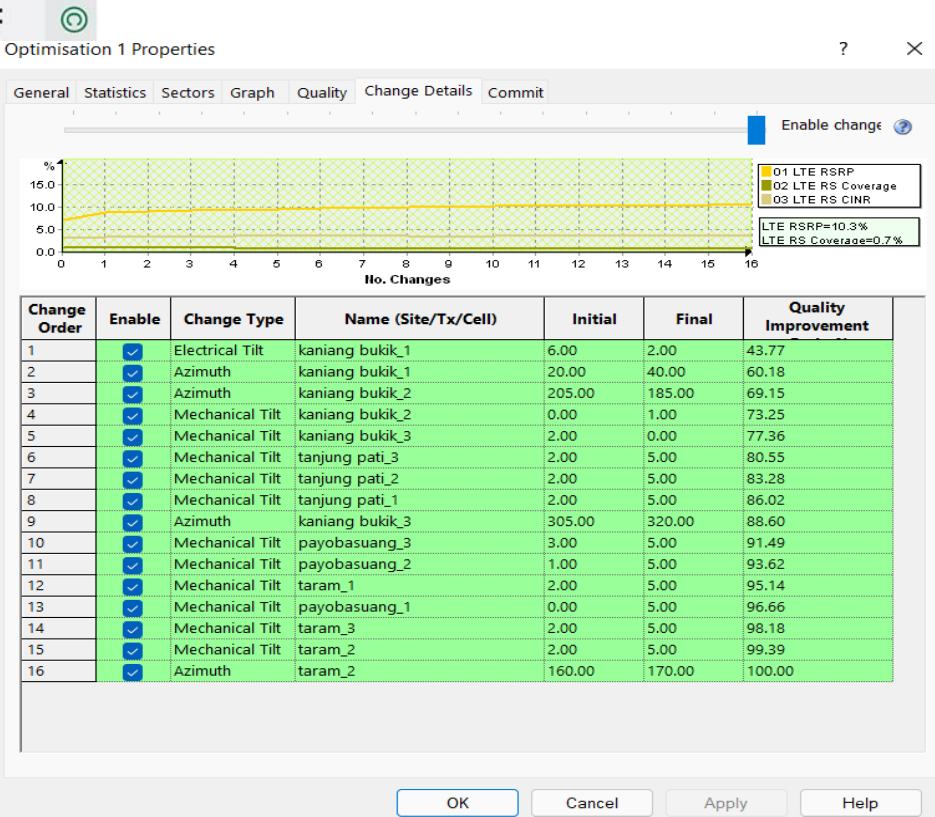 Optimisation 1 Properties ? ×
General Statistics Sectors Graph Quality Change Details Commit
Enable change ?
%
15.0
10.0
5.0
0.0
0 1 2 3 4 5 6 7 8 9 10 11 12 13 14 15 16
No. Changes
01 LTE RSRP
02 LTE RS Coverage
03 LTE RS CINR
LTE RSRP=10.3%
LTE RS Coverage=0.7%
Change Order Enable Change Type Name (Site/Tx/Cell) Initial Final Quality Improvement
1 Electrical Tilt kaniang bukik_1 6.00 2.00 43.77
2 Azimuth kaniang bukik_1 20.00 40.00 60.18
3 Azimuth kaniang bukik_2 205.00 185.00 69.15
4 Mechanical Tilt kaniang bukik_2 0.00 1.00 73.25
5 Mechanical Tilt kaniang bukik_3 2.00 0.00 77.36
6 Mechanical Tilt tanjung pati_3 2.00 5.00 80.55
7 Mechanical Tilt tanjung pati_2 2.00 5.00 83.28
8 Mechanical Tilt tanjung pati_1 2.00 5.00 86.02
9 Azimuth kaniang bukik_3 305.00 320.00 88.60
10 Mechanical Tilt payobasuang_3 3.00 5.00 91.49
11 Mechanical Tilt payobasuang_2 1.00 5.00 93.62
12 Mechanical Tilt taram_1 2.00 5.00 95.14
13 Mechanical Tilt payobasuang_1 0.00 5.00 96.66
14 Mechanical Tilt taram_3 2.00 5.00 98.18
15 Mechanical Tilt taram_2 2.00 5.00 99.39
16 Azimuth taram_2 160.00 170.00 100.00
OK Cancel Apply Help